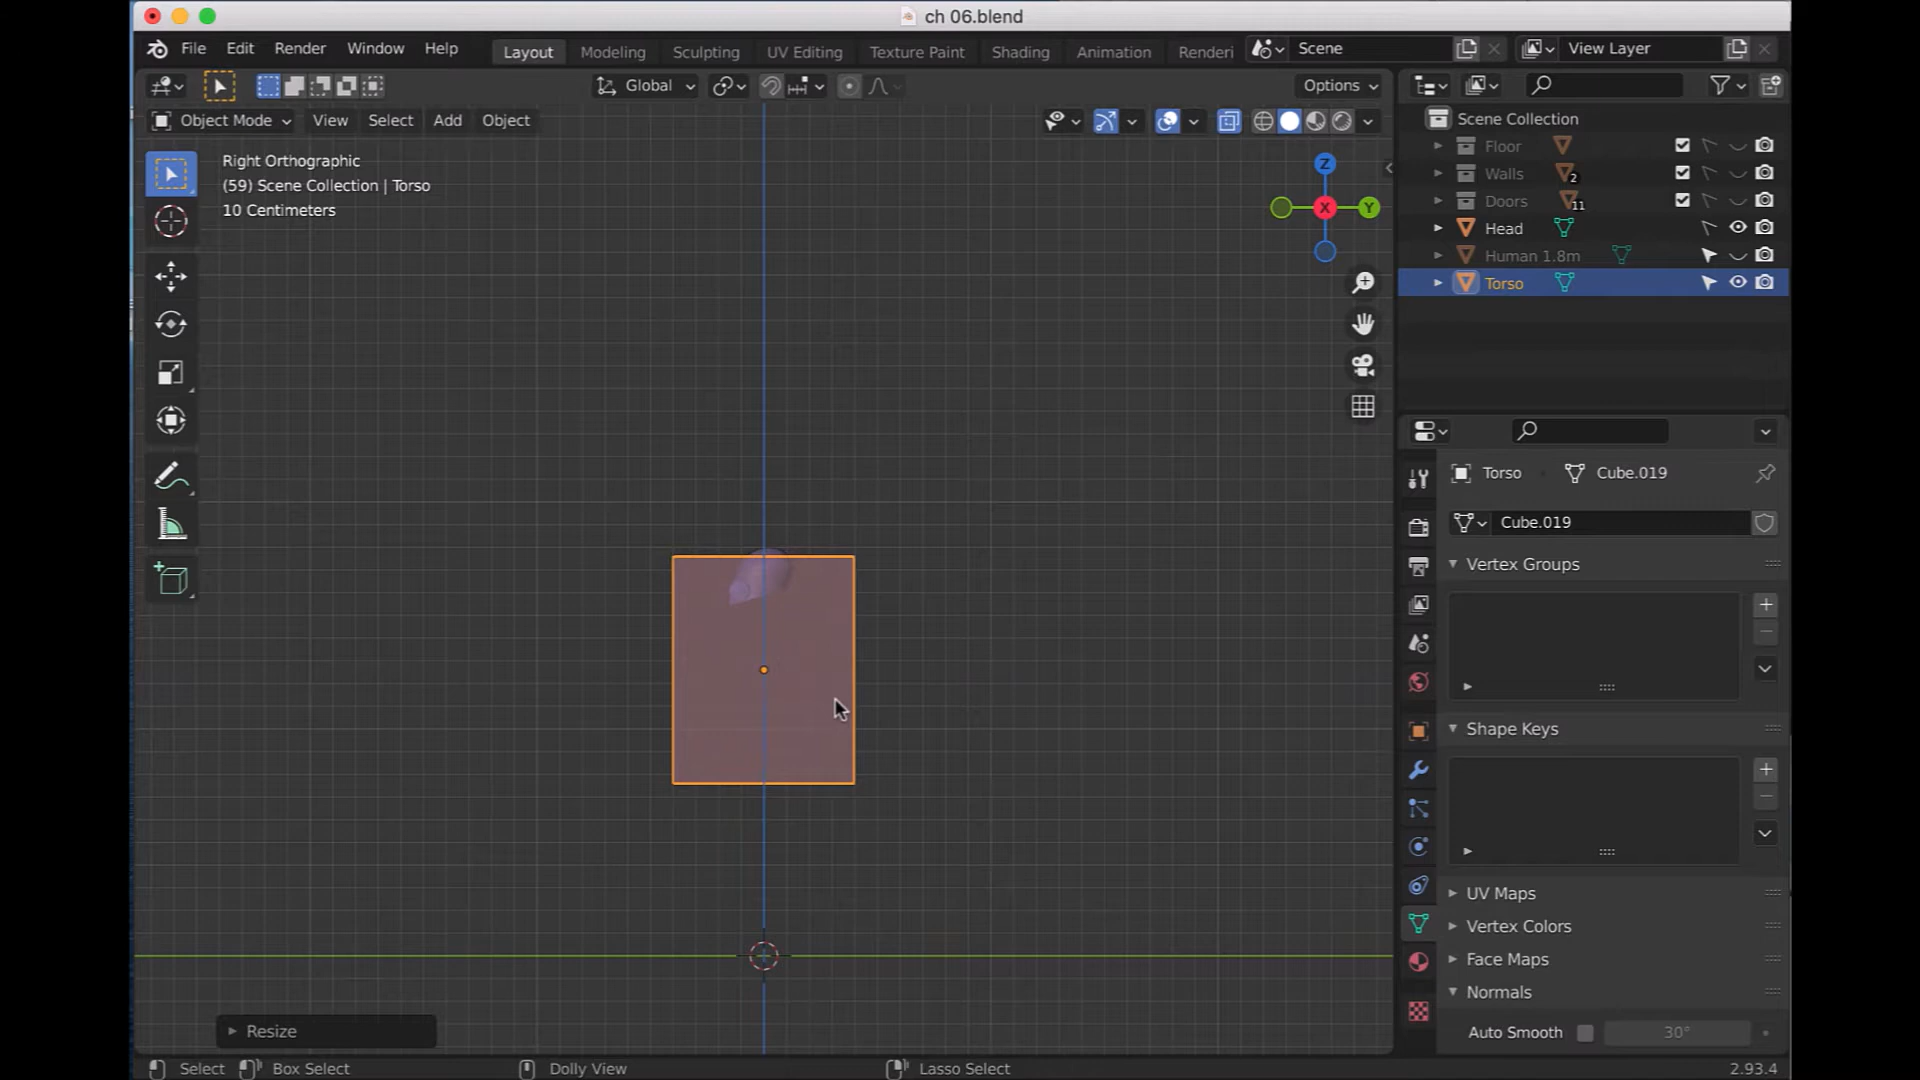 ch 06.blend
File Edit Render Window Help Layout Modeling Sculpting UV Editing Texture Paint Shading Animation Renderi Scene View Layer
Global Options
Object Mode View Select Add Object
Scene Collection
Right Orthographic
(59) Scene Collection | Torso
10 Centimeters
Z
X
Y
Floor
Walls 2
Doors 11
Head
Human 1.8m
Torso
Torso Cube.019
Cube.019
Vertex Groups
Shape Keys
UV Maps
Vertex Colors
Face Maps
Normals
Auto Smooth 30°
Resize
Select Box Select Dolly View Lasso Select 2.93.4